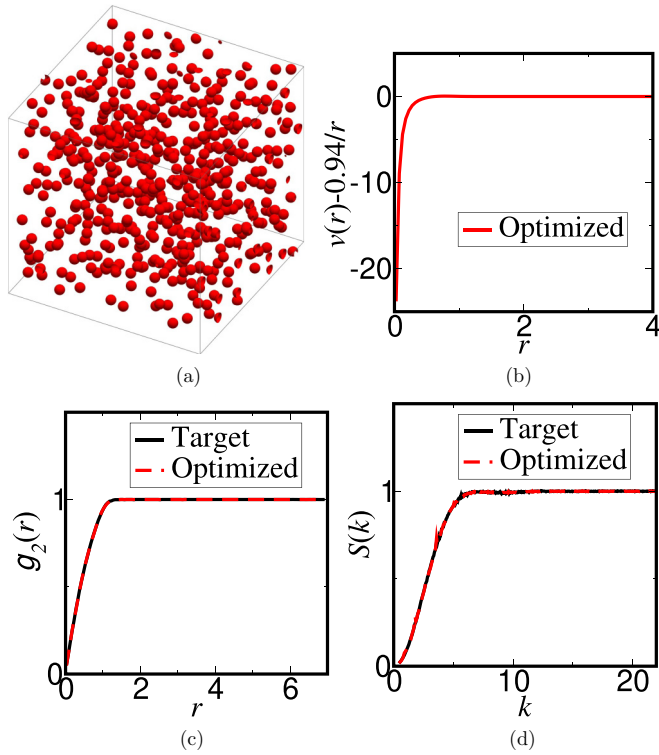 (a)
v(r)-0.94/r
0
-10
-20
Optimized
0
2
4
r
(b)
g2(r)
1
0
Target
Optimized
0
2
4
6
r
(c)
S(k)
1
0
Target
Optimized
0
10
20
k
(d)